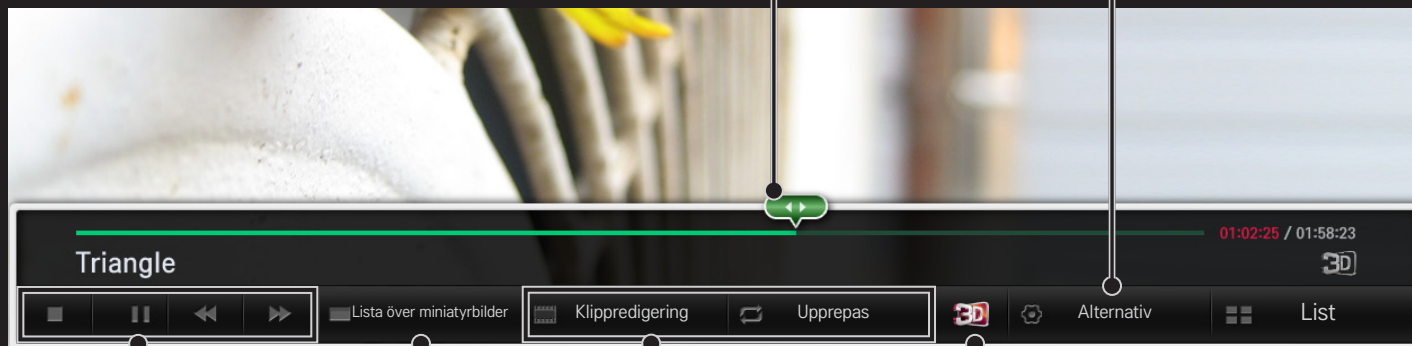 01:02:25 / 01:58:23
Triangle
3D
Lista över miniatyrbilder Klippredigering Upprepas 3D Alternativ List